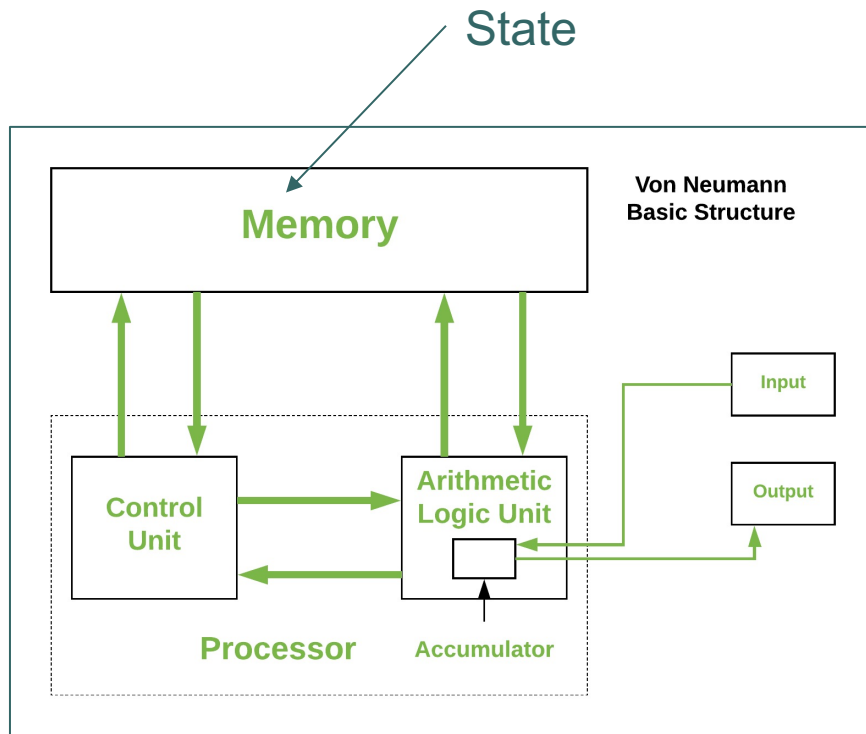 State
Von Neumann
Basic Structure
Memory
Input
Output
Control
Unit
Arithmetic
Logic Unit
Processor
Accumulator